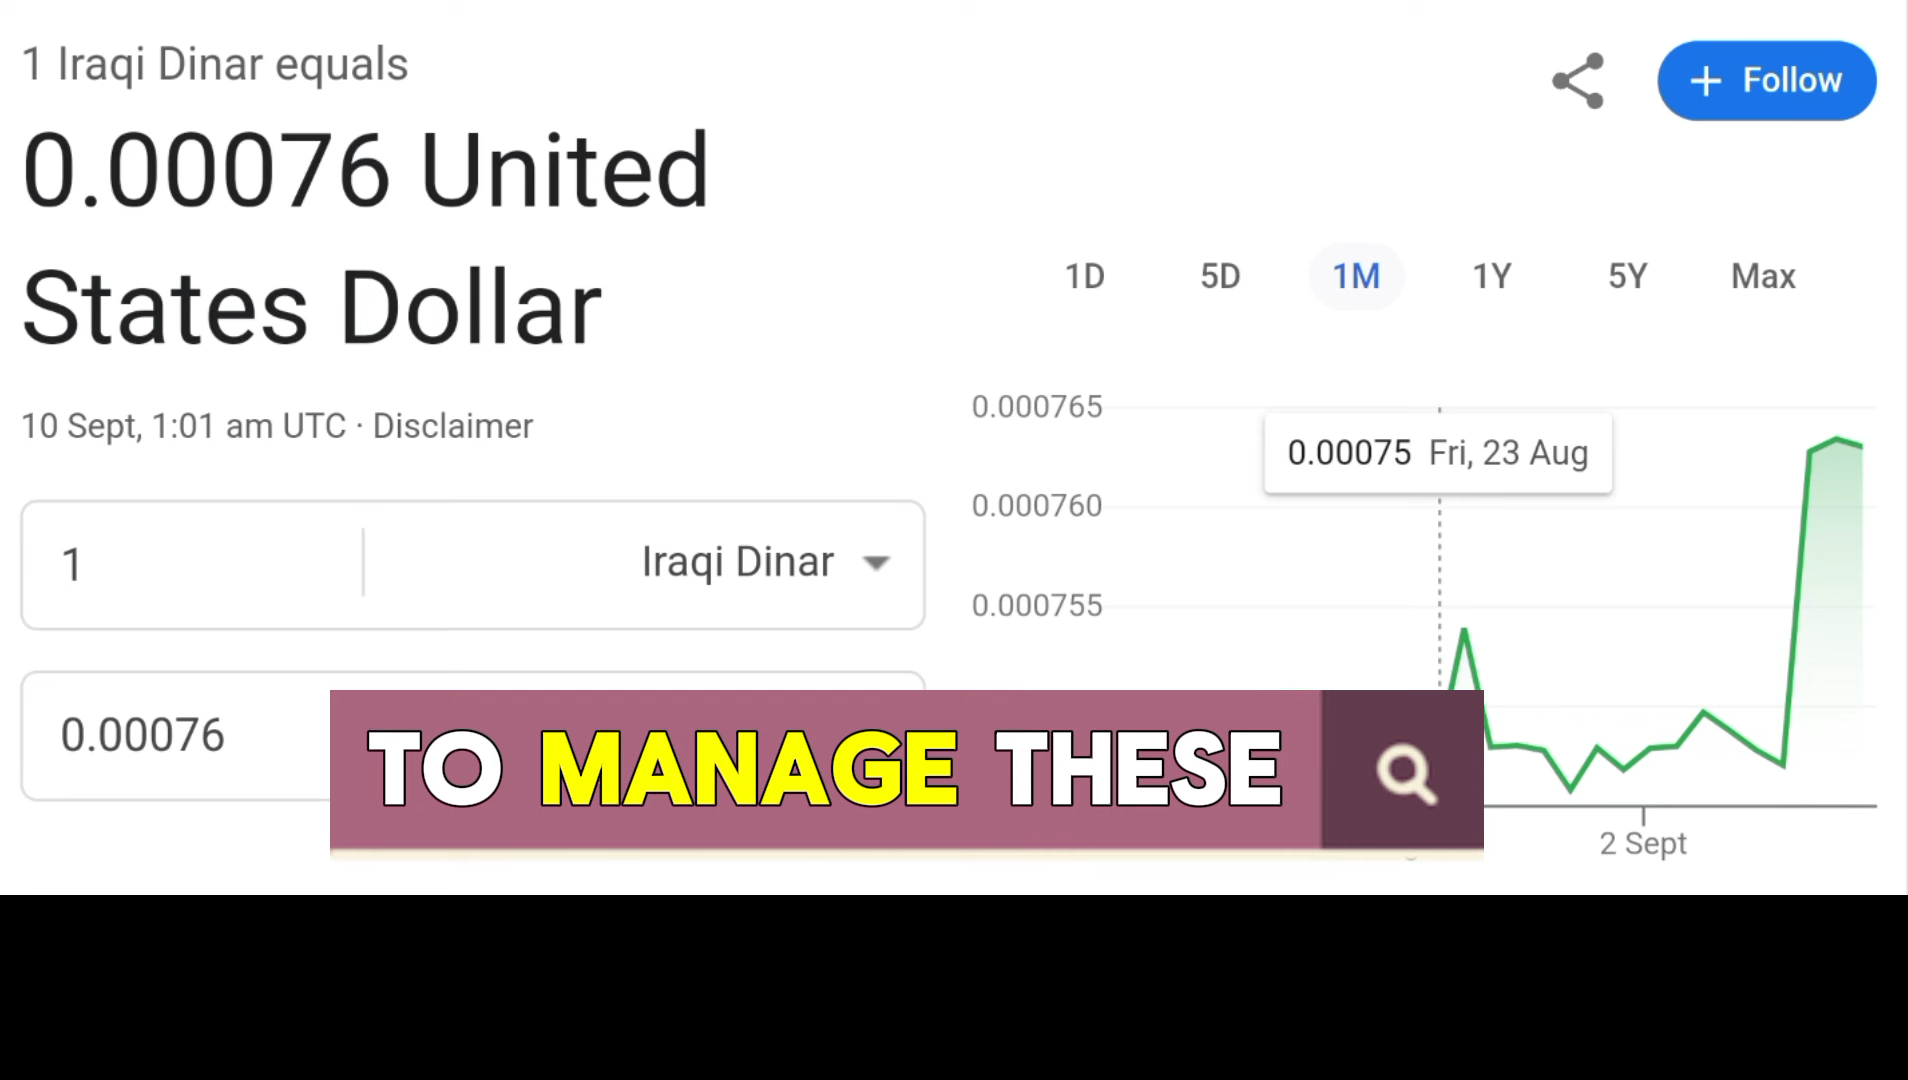 1 Iraqi Dinar equals
0.00076 United
States Dollar
10 Sept, 1:01 am UTC · Disclaimer
1
Iraqi Dinar
0.00076
+ Follow
1D 5D 1M 1Y 5Y Max
0.000765
0.00075 Fri, 23 Aug
0.000760
0.000755
2 Sept
TO MANAGE THESE